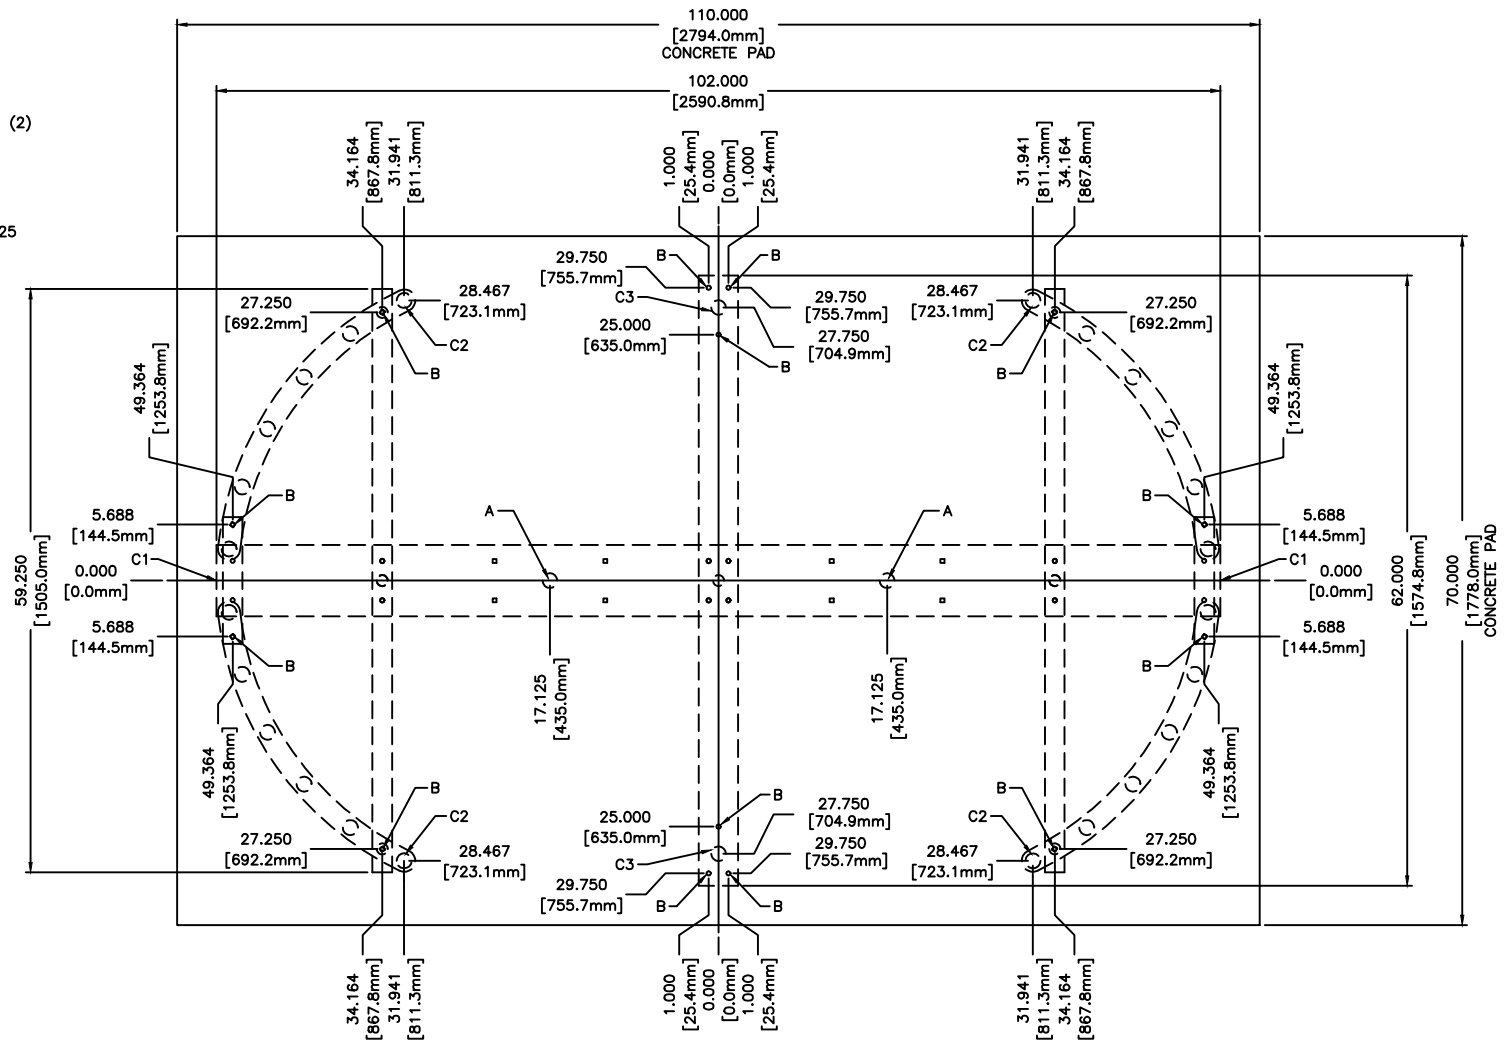 110.000
[2794.0mm]
CONCRETE PAD
102.000
[2590.8mm]
(2)
25
34.164
[867.8mm]
31.941
[811.3mm]
1.000
[25.4mm]
0.000
[0.0mm]
1.000
[25.4mm]
31.941
[811.3mm]
34.164
[867.8mm]
29.750
[755.7mm]
B
B
27.250
[692.2mm]
28.467
[723.1mm]
C3
29.750
[755.7mm]
28.467
[723.1mm]
27.250
[692.2mm]
25.000
[635.0mm]
27.750
[704.9mm]
C2
C2
B
B
B
49.364
[1253.8mm]
49.364
[1253.8mm]
B
A
A
B
5.688
[144.5mm]
5.688
[144.5mm]
C1
C1
0.000
[0.0mm]
0.000
[0.0mm]
59.250
[1505.0mm]
62.000
[1574.8mm]
70.000
[1778.0mm]
CONCRETE PAD
5.688
[144.5mm]
5.688
[144.5mm]
B
B
17.125
[435.0mm]
17.125
[435.0mm]
49.364
[1253.8mm]
49.364
[1253.8mm]
B
B
B
C2
25.000
[635.0mm]
27.750
[704.9mm]
C2
27.250
[692.2mm]
28.467
[723.1mm]
C3
29.750
[755.7mm]
28.467
[723.1mm]
27.250
[692.2mm]
29.750
[755.7mm]
B
B
34.164
[867.8mm]
31.941
[811.3mm]
1.000
[25.4mm]
0.000
[0.0mm]
1.000
[25.4mm]
31.941
[811.3mm]
34.164
[867.8mm]